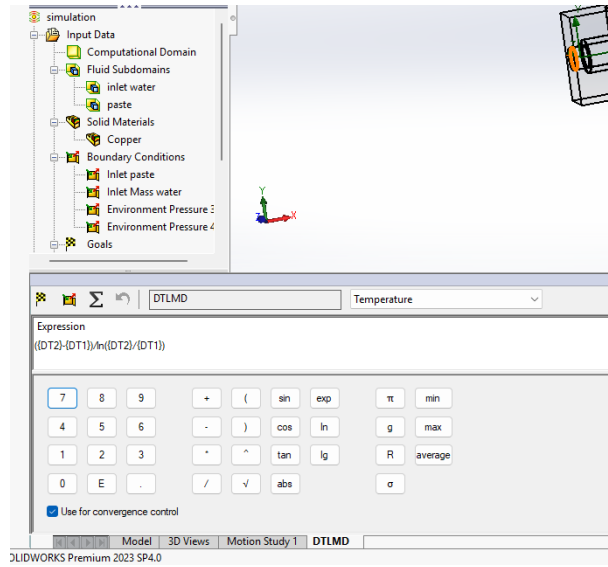 simulation
Input Data
Computational Domain
Fluid Subdomains
inlet water
paste
Solid Materials
Copper
Boundary Conditions
Inlet paste
Inlet Mass water
Environment Pressure 3
Environment Pressure 4
Goals
Y
Z X
Σ DTLMD Temperature
Expression
({DT2}-{DT1})/ln({DT2}/{DT1})
7 8 9 + ( sin exp π min
4 5 6 - ) cos ln g max
1 2 3 * ^ tan lg R average
0 E . / √ abs σ
Use for convergence control
Model 3D Views Motion Study 1 DTLMD
OLIDWORKS Premium 2023 SP4.0